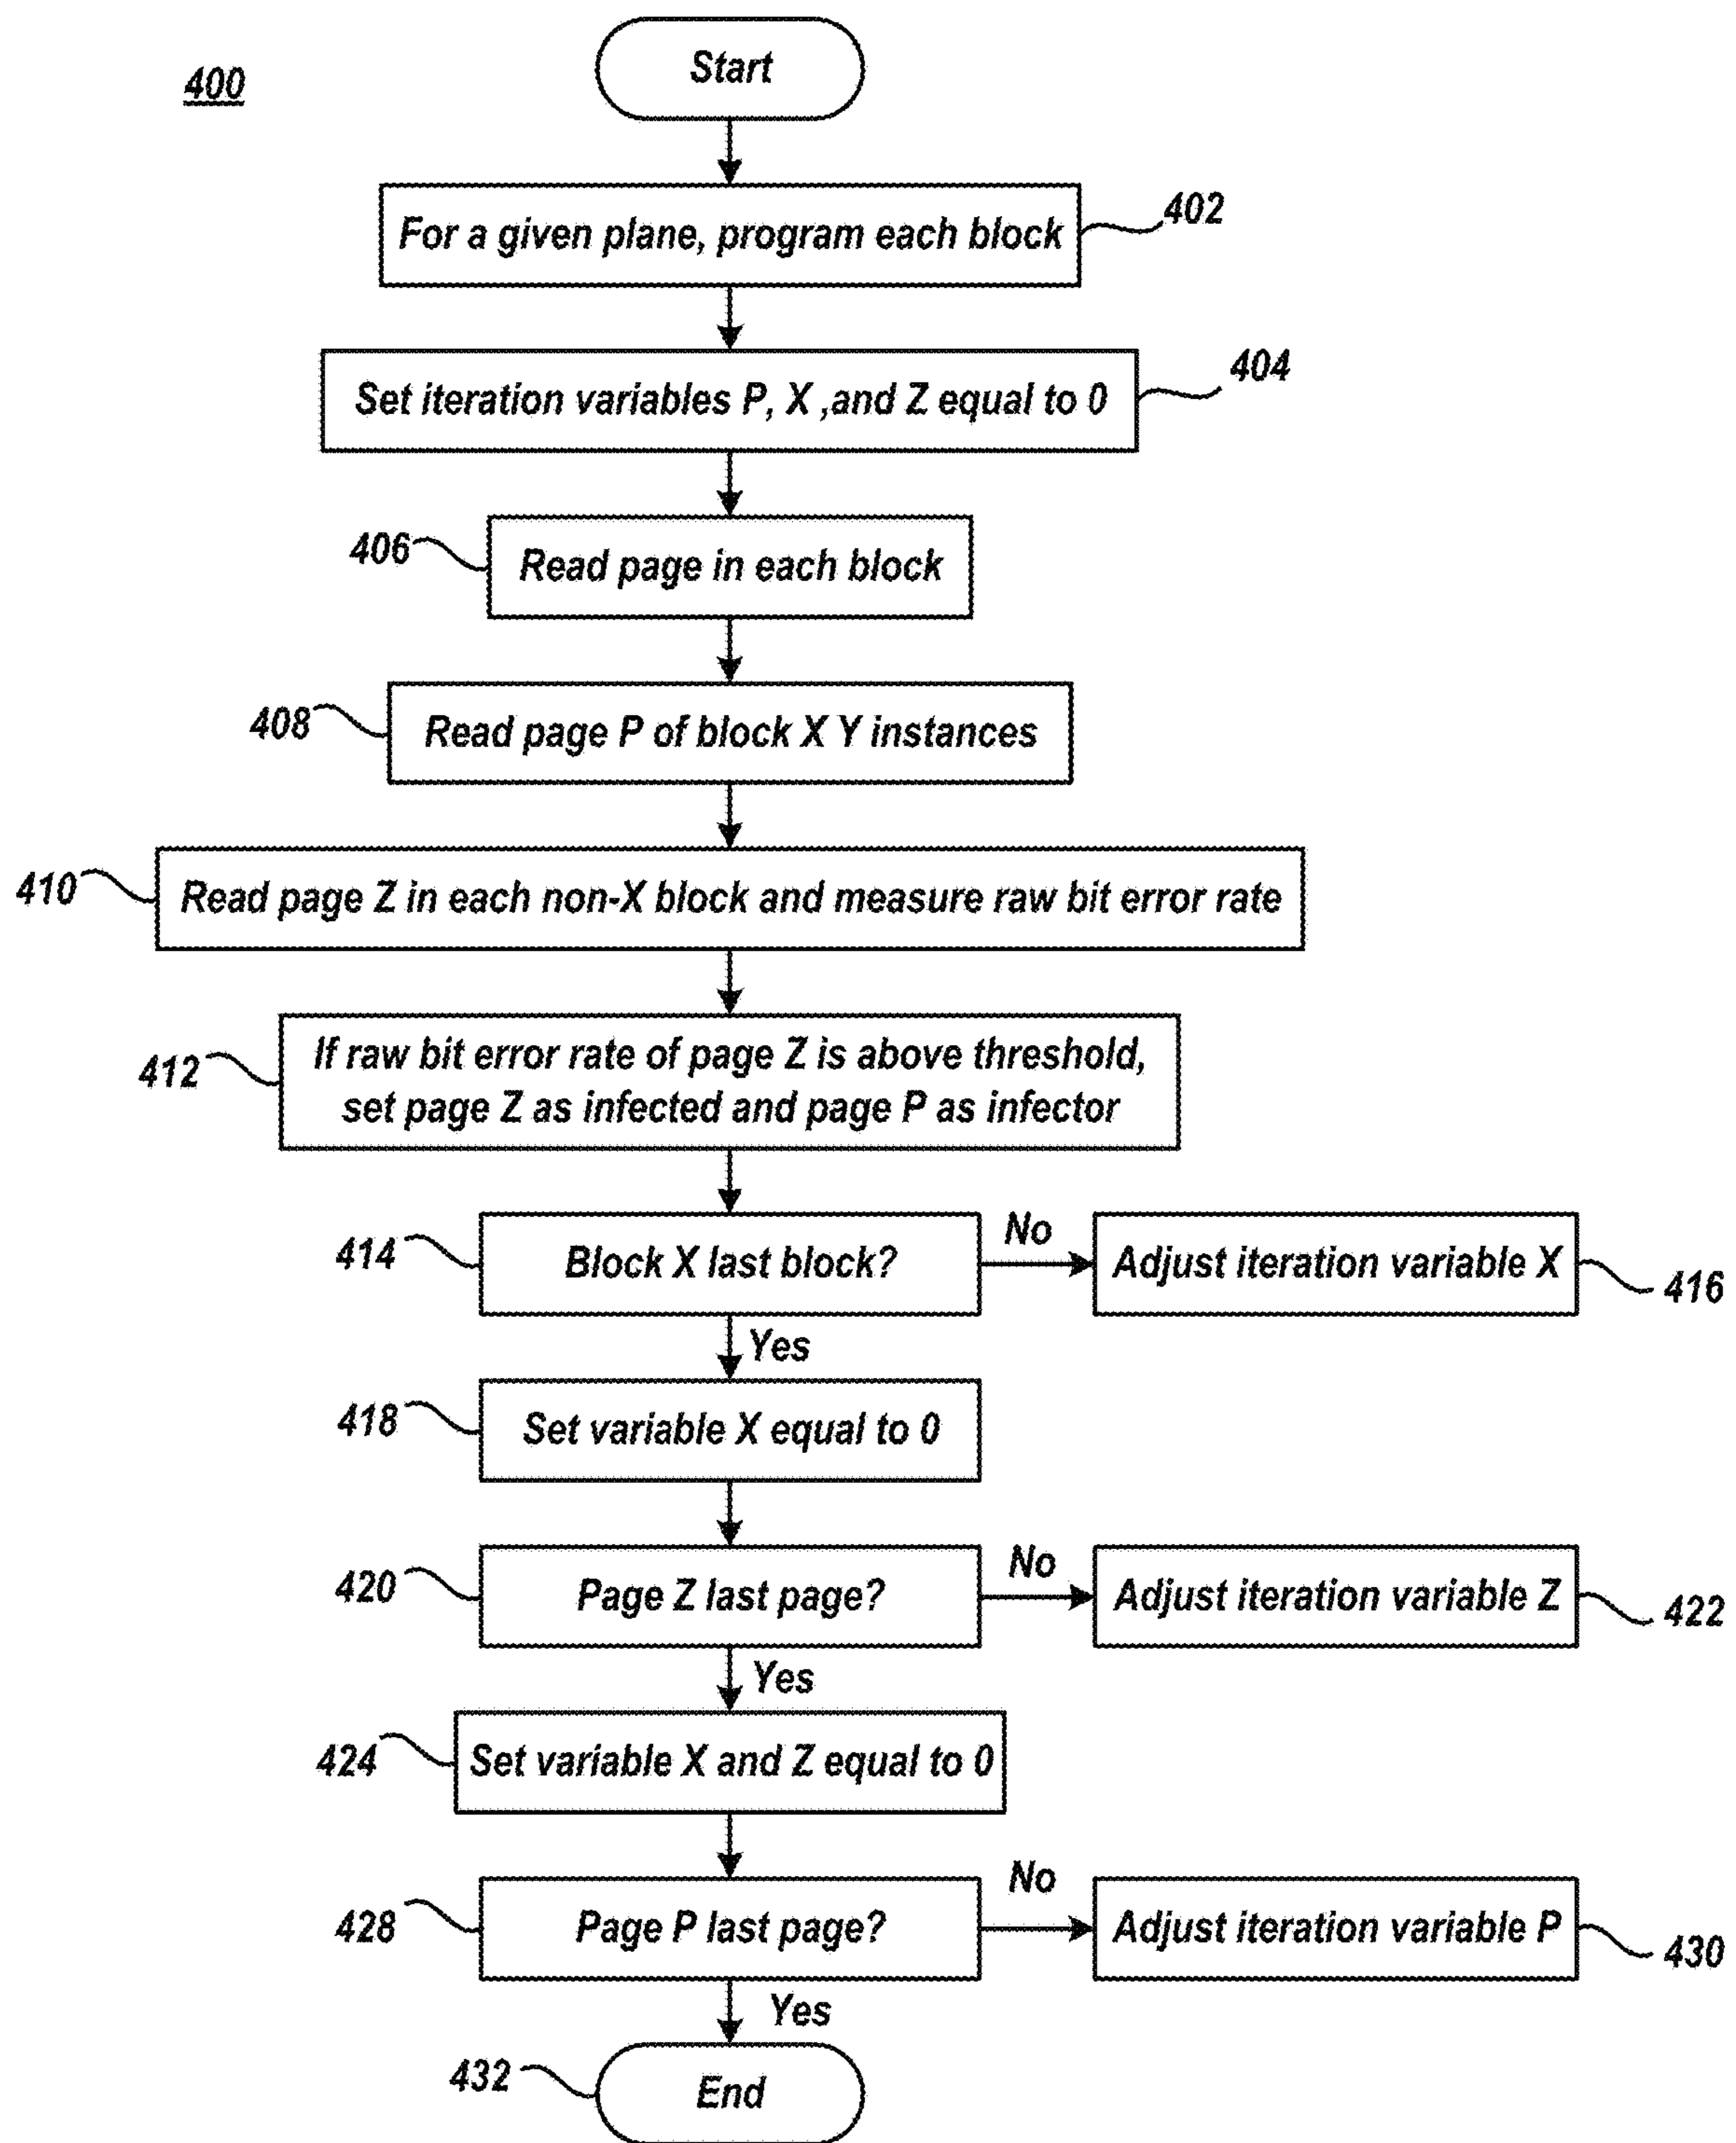 400
Start
For a given plane, program each block
402
Set iteration variables P, X ,and Z equal to 0
404
406
Read page in each block
408
Read page P of block X Y instances
410
Read page Z in each non-X block and measure raw bit error rate
412
If raw bit error rate of page Z is above threshold,
set page Z as infected and page P as infector
414
Block X last block?
No
Adjust iteration variable X
416
Yes
418
Set variable X equal to 0
420
Page Z last page?
No
Adjust iteration variable Z
422
Yes
424
Set variable X and Z equal to 0
428
Page P last page?
No
Adjust iteration variable P
430
Yes
432
End